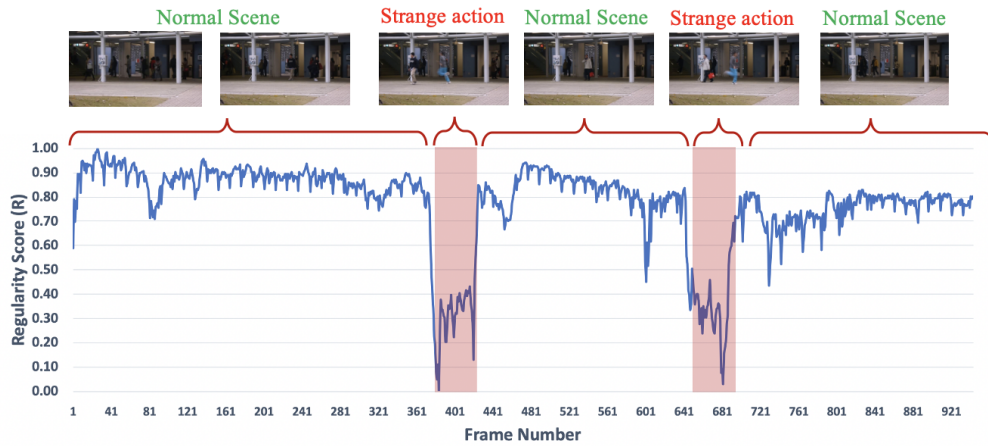 Normal Scene
Strange action
Normal Scene
Strange action
Normal Scene
1.00
0.90
0.80
0.70
0.60
0.50
0.40
0.30
0.20
0.10
0.00
Regularity Score (R)
1 41 81 121 161 201 241 281 321 361 401 441 481 521 561 601 641 681 721 761 801 841 881 921
Frame Number